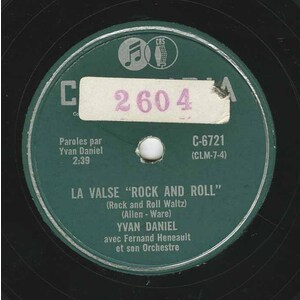 2604
Paroles par
Yvan Daniel
2:39
C-6721
(CLM-7-4)
LA VALSE "ROCK AND ROLL"
(Rock and Roll Waltz)
(Allen - Ware)
YVAN DANIEL
avec Fernand Heneault
et son Orchestre